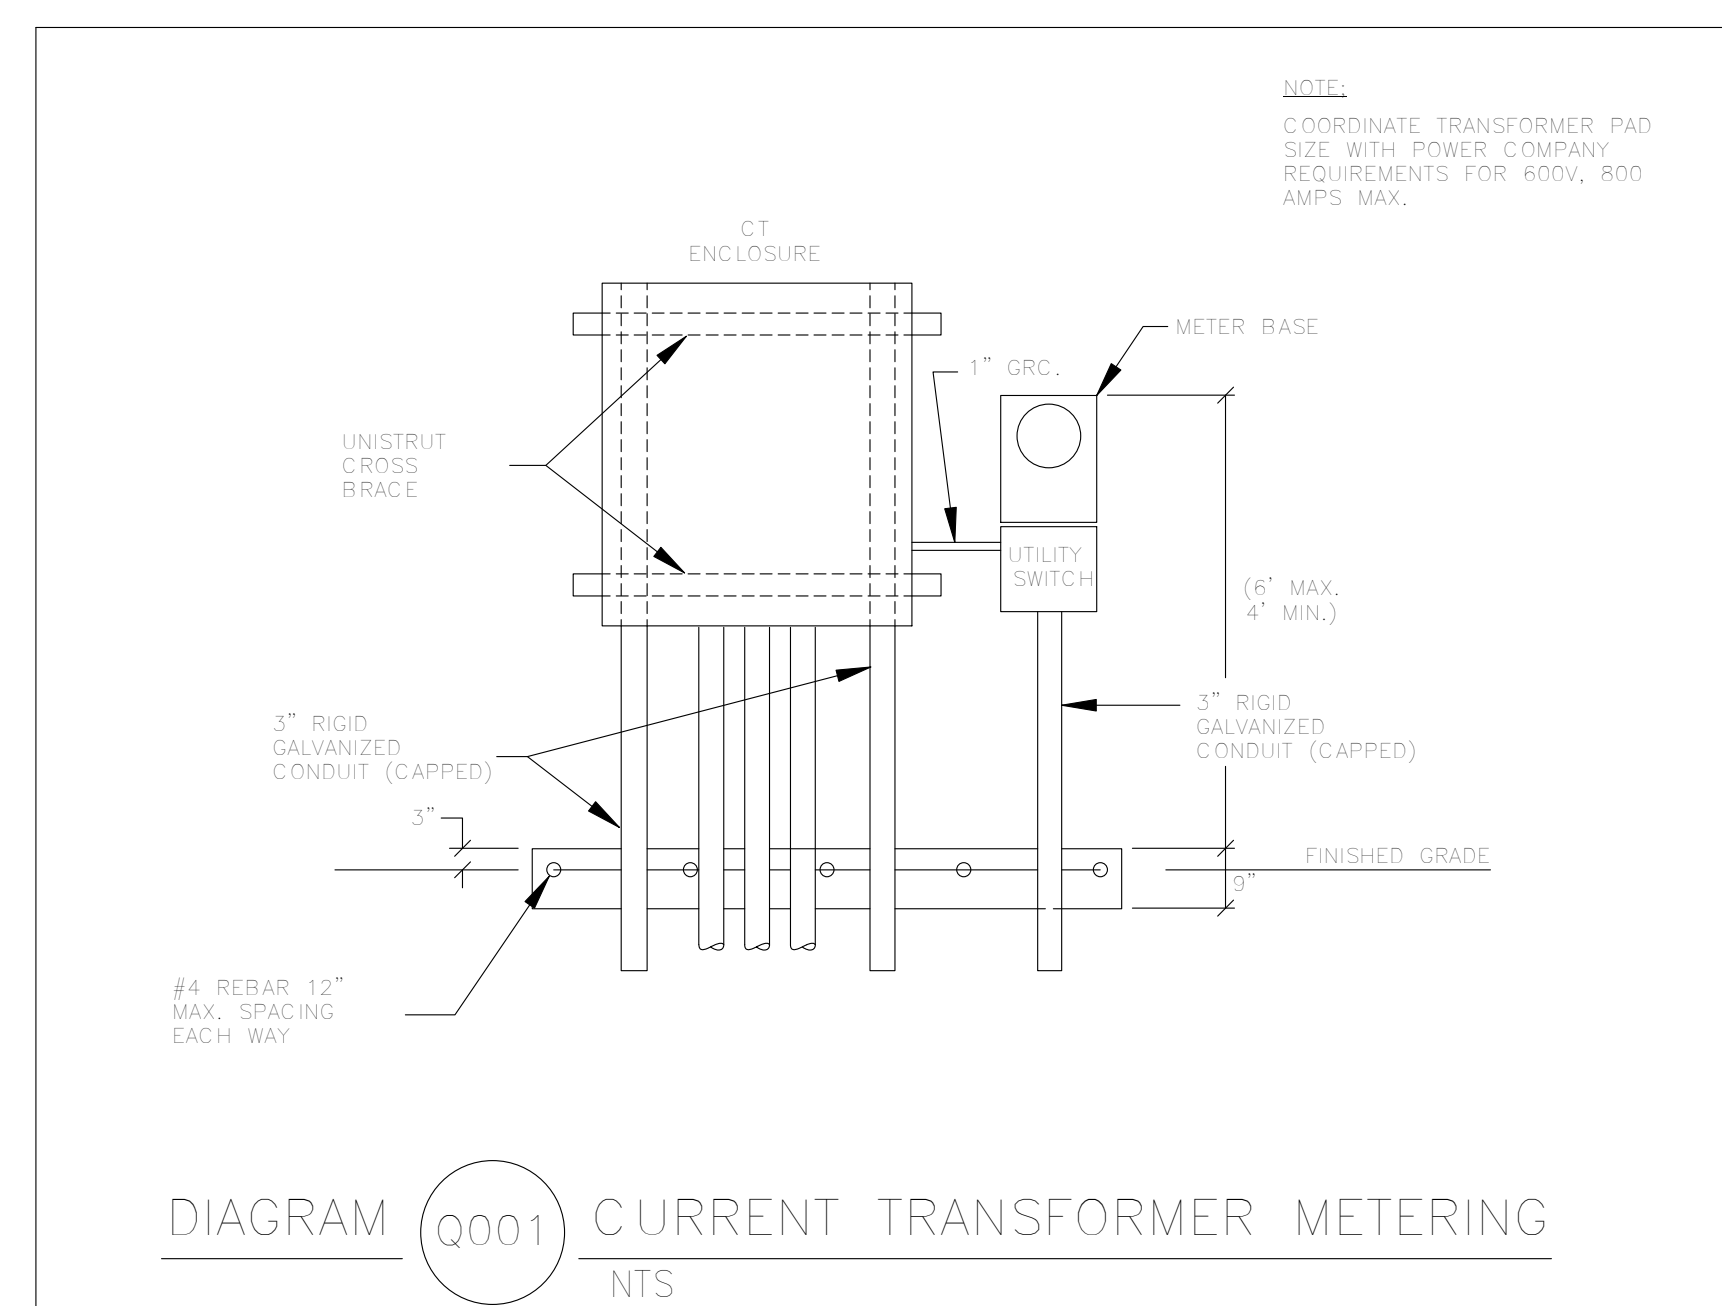 NOTE:
COORDINATE TRANSFORMER PAD
SIZE WITH POWER COMPANY
REQUIREMENTS FOR 600V, 800
AMPS MAX.
CT
ENCLOSURE
METER BASE
1" GRC.
UNISTRUT
CROSS
BRACE
UTILITY
SWITCH
(6' MAX.
4' MIN.)
3" RIGID
GALVANIZED
CONDUIT (CAPPED)
3" RIGID
GALVANIZED
CONDUIT (CAPPED)
3"
FINISHED GRADE
9"
#4 REBAR 12"
MAX. SPACING
EACH WAY
DIAGRAM Q001 CURRENT TRANSFORMER METERING
NTS